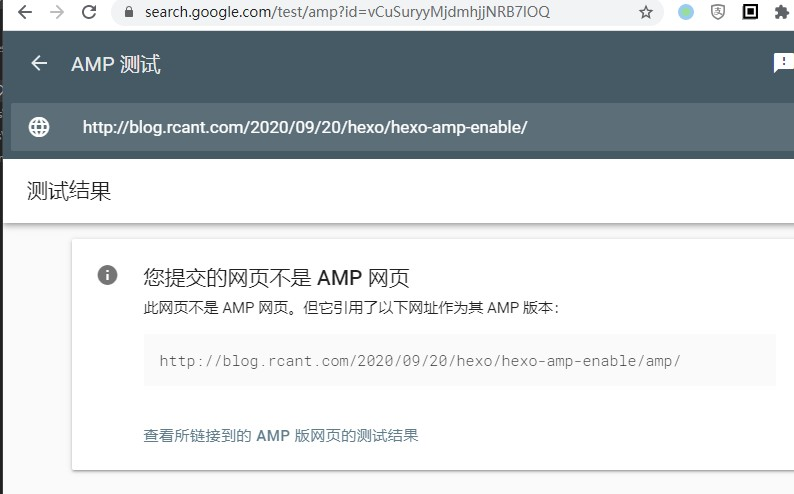 search.google.com/test/amp?id=vCuSuryyMjdmhjjNRB7IOQ
AMP 测试
http://blog.rcant.com/2020/09/20/hexo/hexo-amp-enable/
测试结果
您提交的网页不是 AMP 网页
此网页不是 AMP 网页。但它引用了以下网址作为其 AMP 版本：
http://blog.rcant.com/2020/09/20/hexo/hexo-amp-enable/amp/
查看所链接到的 AMP 版网页的测试结果